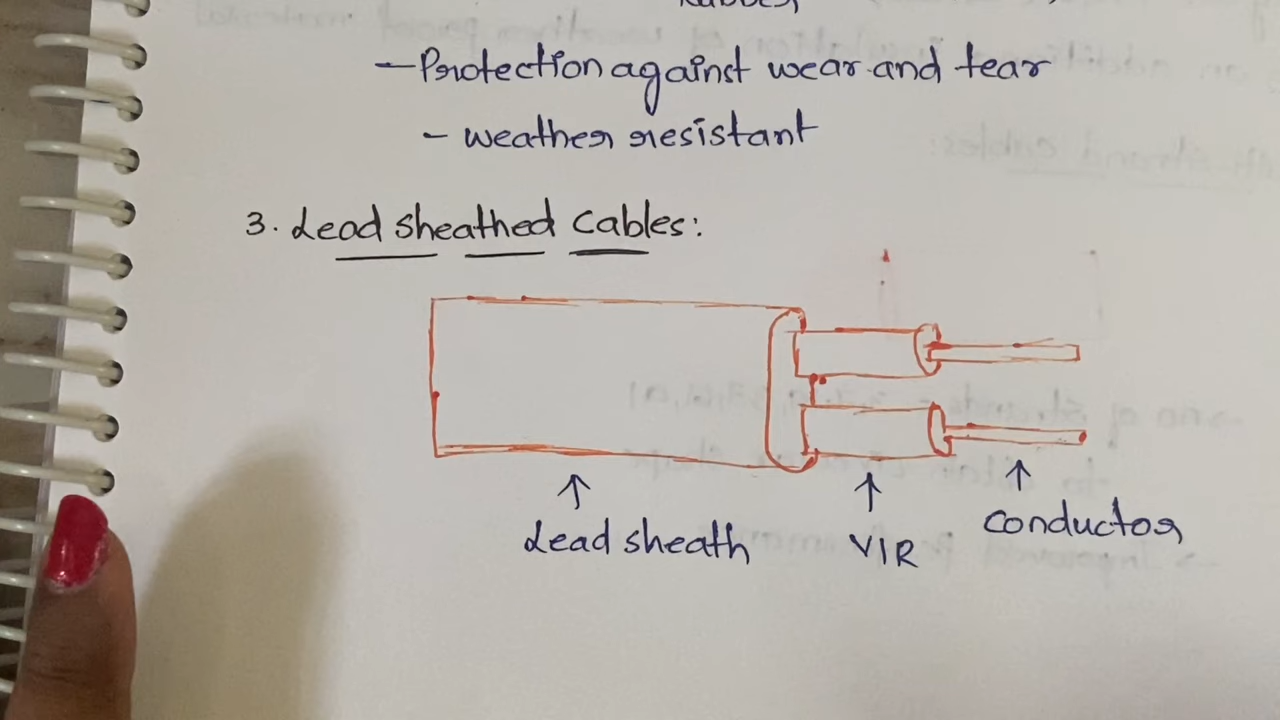 - Protection against wear and tear
- weather resistant
3. Lead sheathed cables:
Lead sheath
VIR
conductor